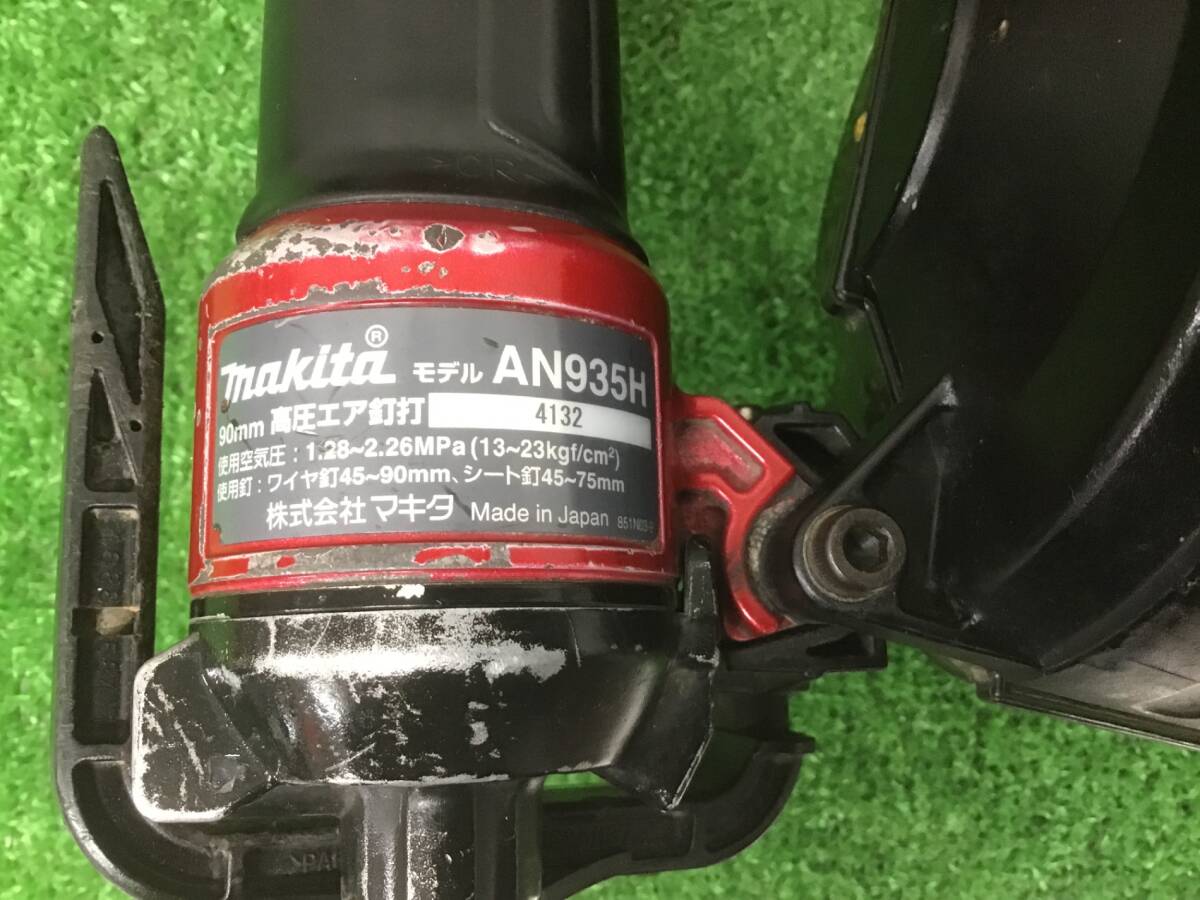 >CR<
makita® モデル AN935H
90mm 高圧エア釘打 4132
使用空気圧：1.28~2.26MPa (13~23kgf/cm²)
使用釘：ワイヤ釘45~90mm、シート釘45~75mm
株式会社 マキタ Made in Japan